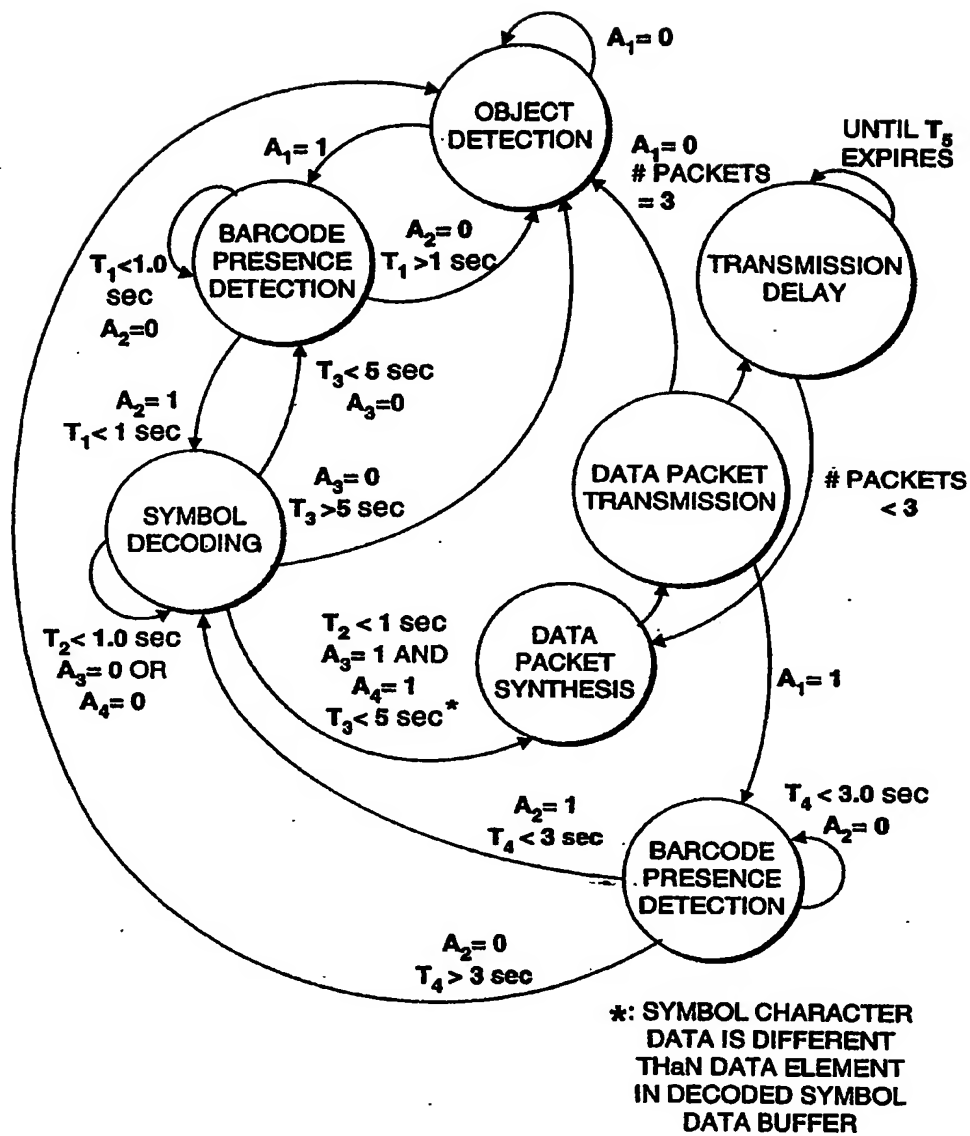 A₁= 0
OBJECT
DETECTION
A₁= 1
A₁= 0
# PACKETS
= 3
UNTIL T₅
EXPIRES
BARCODE
PRESENCE
DETECTION
A₂= 0
T₁ >1 sec
TRANSMISSION
DELAY
T₁<1.0
sec
A₂=0
T₃< 5 sec
A₃=0
A₂= 1
T₁< 1 sec
A₃= 0
T₃ >5 sec
DATA PACKET
TRANSMISSION
# PACKETS
< 3
SYMBOL
DECODING
T₂< 1.0 sec
A₃= 0 OR
A₄= 0
T₂ < 1 sec
A₃= 1 AND
A₄= 1
T₃< 5 sec*
DATA
PACKET
SYNTHESIS
A₁= 1
A₂= 1
T₄ < 3 sec
T₄ < 3.0 sec
A₂= 0
BARCODE
PRESENCE
DETECTION
A₂= 0
T₄ > 3 sec
*: SYMBOL CHARACTER
DATA IS DIFFERENT
THaN DATA ELEMENT
IN DECODED SYMBOL
DATA BUFFER